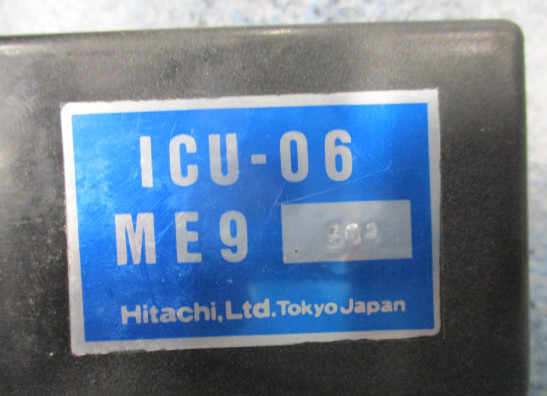 ICU-06
ME9
Hitachi,Ltd. Tokyo Japan